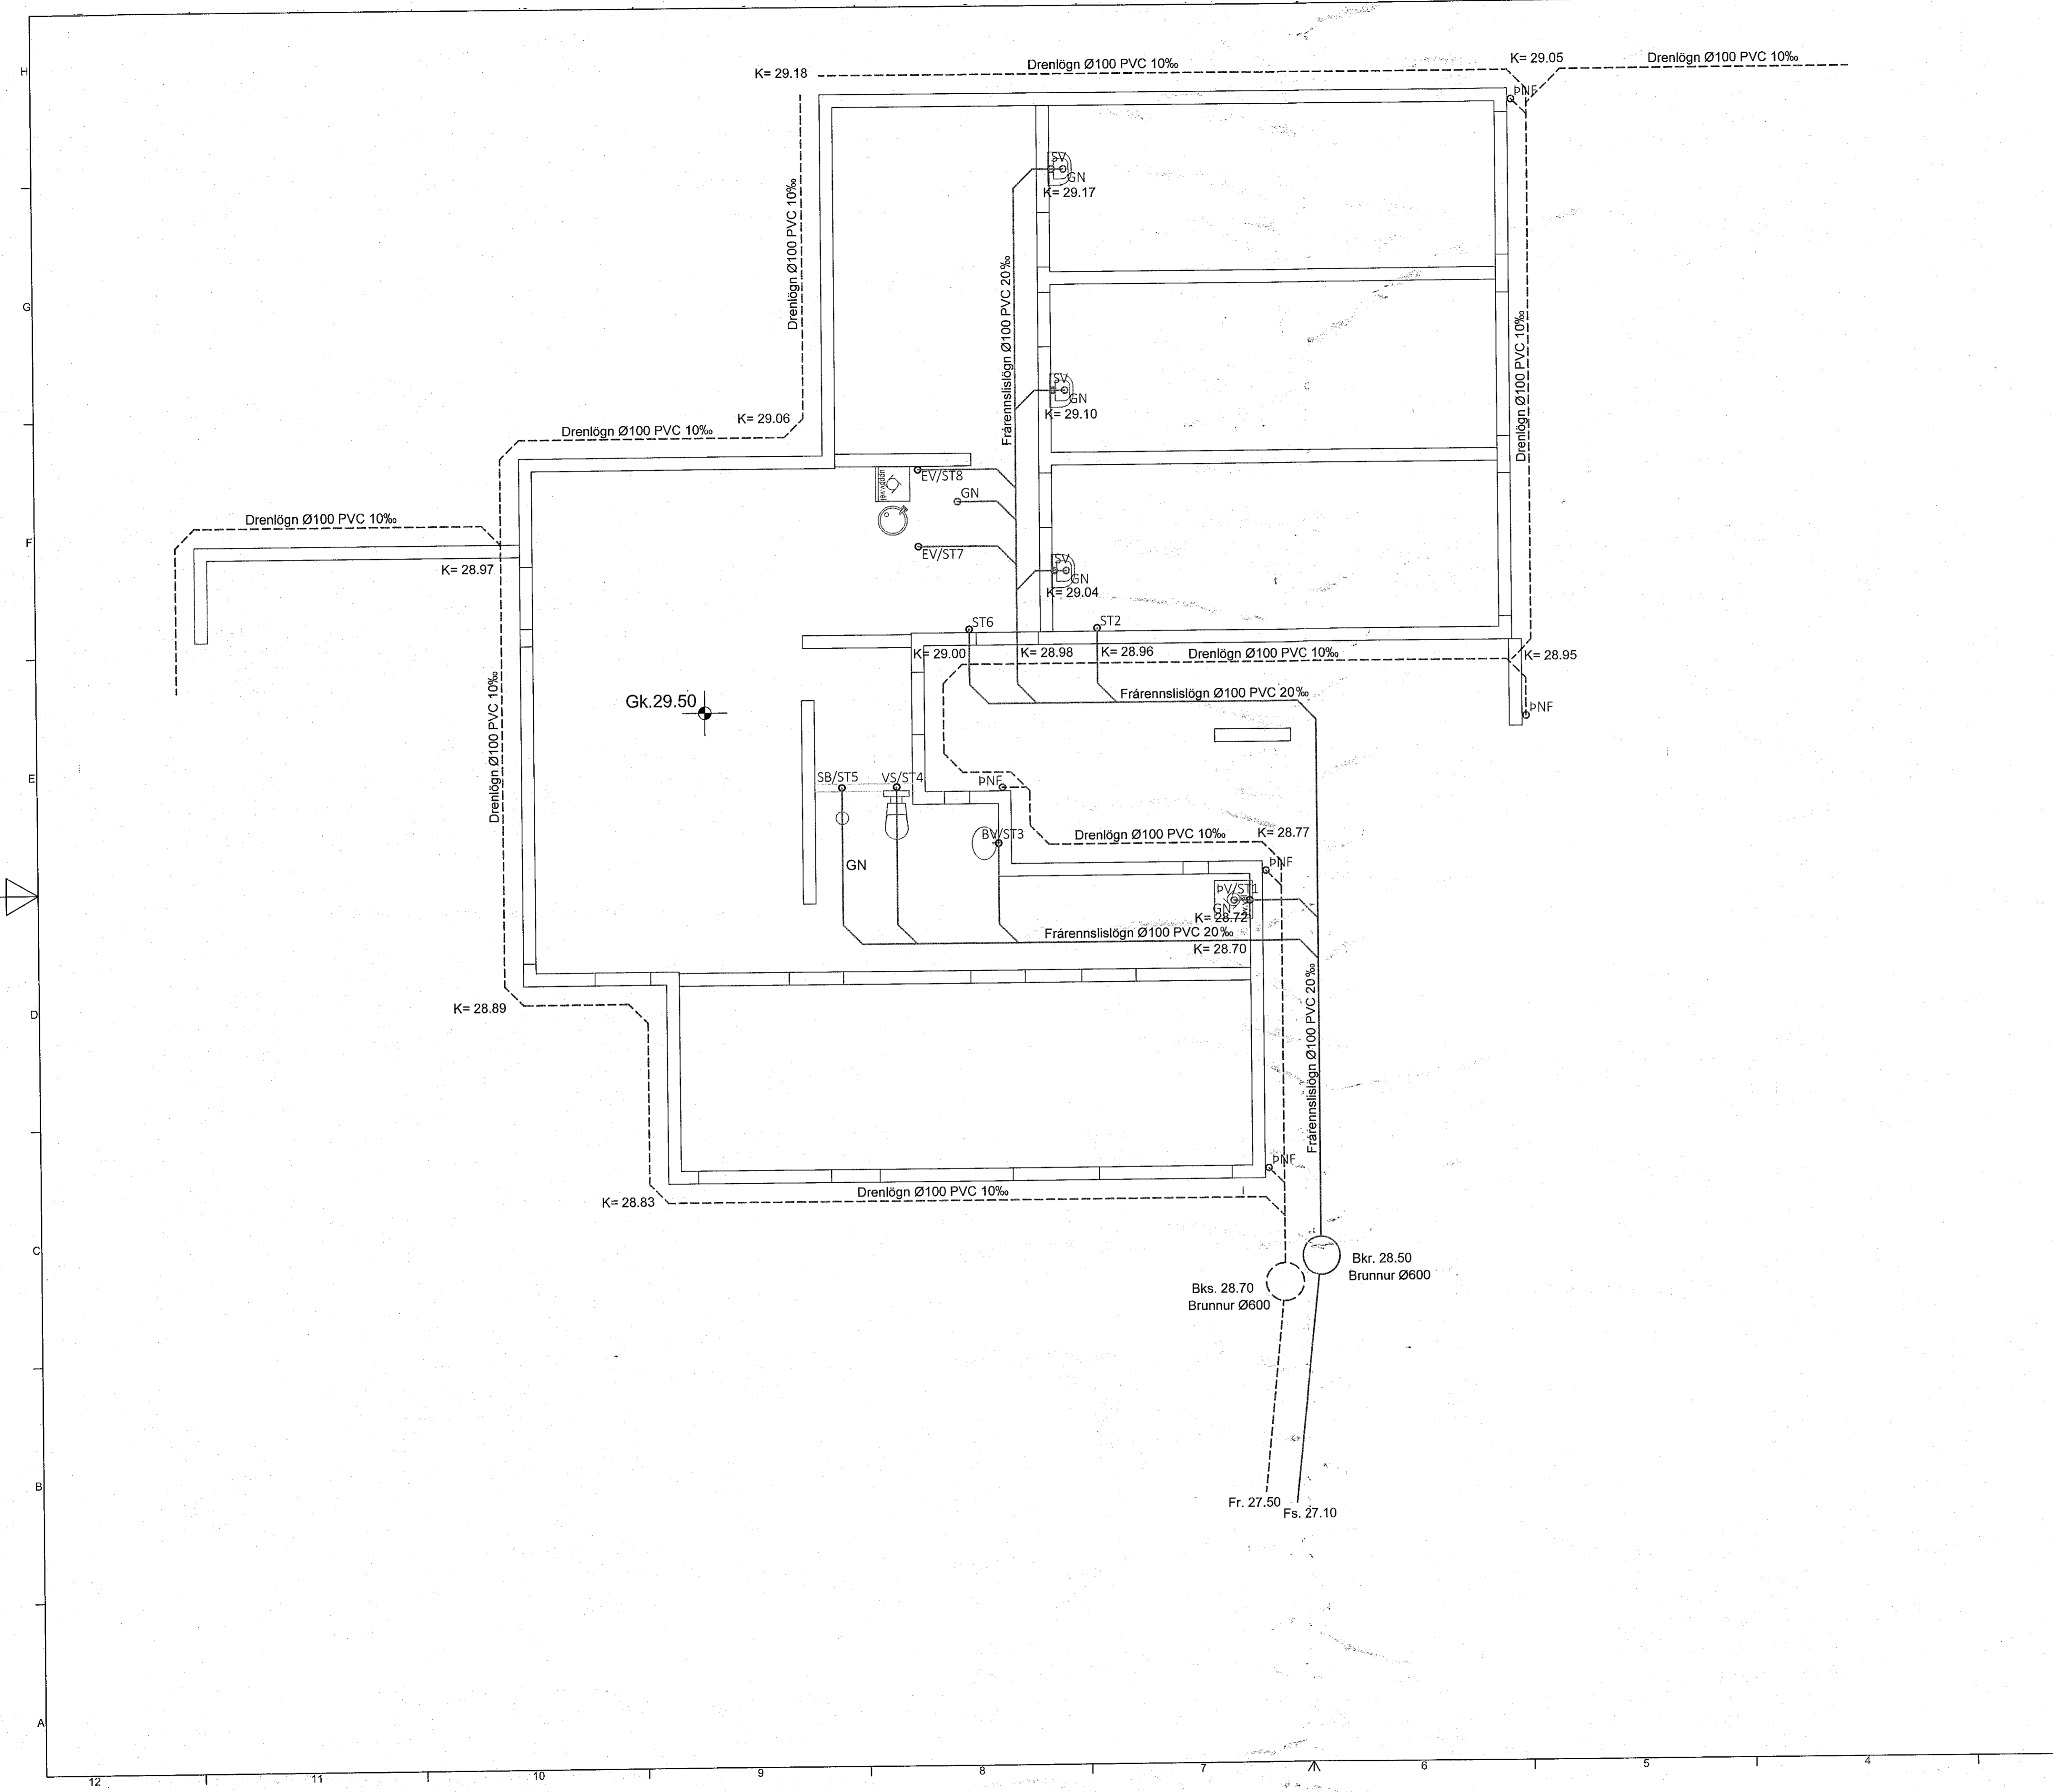 H
K= 29.18
Drenlögn Ø100 PVC 10‰
K= 29.05
Drenlögn Ø100 PVC 10‰
ÞNF
SV
GN
K= 29.17
Drenlögn Ø100 PVC 10‰
Frárennslislögn Ø100 PVC 20‰
G
Drenlögn Ø100 PVC 10‰
SV
GN
K= 29.10
K= 29.06
Drenlögn Ø100 PVC 10‰
EV/ST8
GN
Drenlögn Ø100 PVC 10‰
F
EV/ST7
K= 28.97
SV
GN
K= 29.04
ST6
ST2
K= 29.00
K= 28.98
K= 28.96
Drenlögn Ø100 PVC 10‰
K= 28.95
Frárennslislögn Ø100 PVC 20‰
Gk.29.50
ÞNF
Drenlögn Ø100 PVC 10‰
E
SB/ST5
VS/ST4
ÞNF
BV/ST3
Drenlögn Ø100 PVC 10‰
K= 28.77
GN
ÞNF
ÞV/ST1
GN
K= 28.72
Frárennslislögn Ø100 PVC 20‰
K= 28.70
K= 28.89
D
Frárennslislögn Ø100 PVC 20‰
ÞNF
K= 28.83
Drenlögn Ø100 PVC 10‰
C
Bkr. 28.50
Brunnur Ø600
Bks. 28.70
Brunnur Ø600
B
Fr. 27.50
Fs. 27.10
A
12
11
10
9
8
7
6
5
4